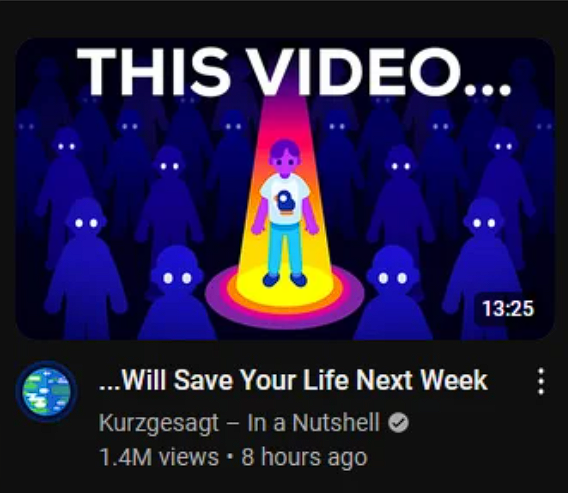 THIS VIDEO...
13:25
...Will Save Your Life Next Week
Kurzgesagt – In a Nutshell
1.4M views • 8 hours ago